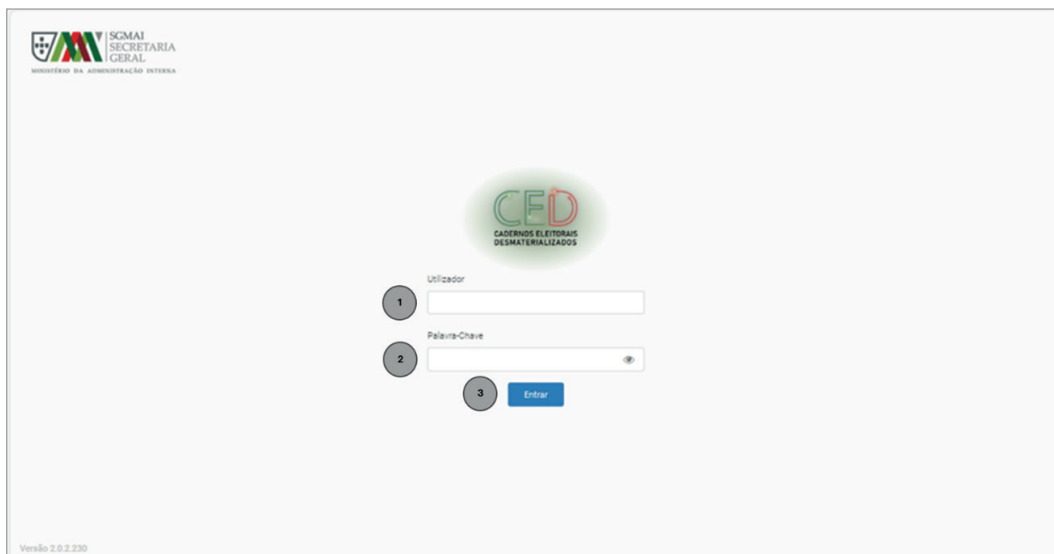 SGMAI
SECRETARIA
GERAL
MINISTÉRIO DA ADMINISTRAÇÃO INTERNA
CED
CADERNOS ELEITORAIS
DESMATERIALIZADOS
Utilizador
1
Palavra-Chave
2
3
Entrar
Versão 2.0.2.230